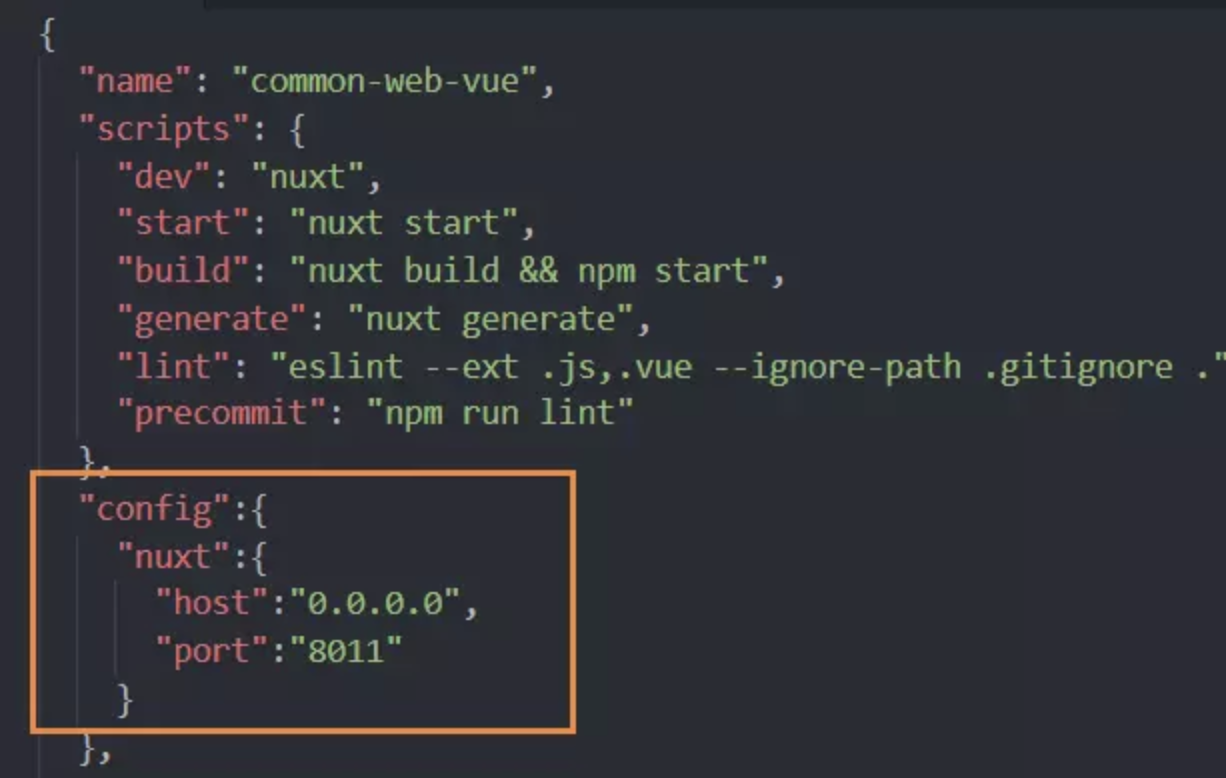 {
"name": "common-web-vue",
"scripts": {
"dev": "nuxt",
"start": "nuxt start",
"build": "nuxt build && npm start",
"generate": "nuxt generate",
"lint": "eslint --ext .js,.vue --ignore-path .gitignore ."
"precommit": "npm run lint"
},
"config":{
"nuxt":{
"host":"0.0.0.0",
"port":"8011"
}
},